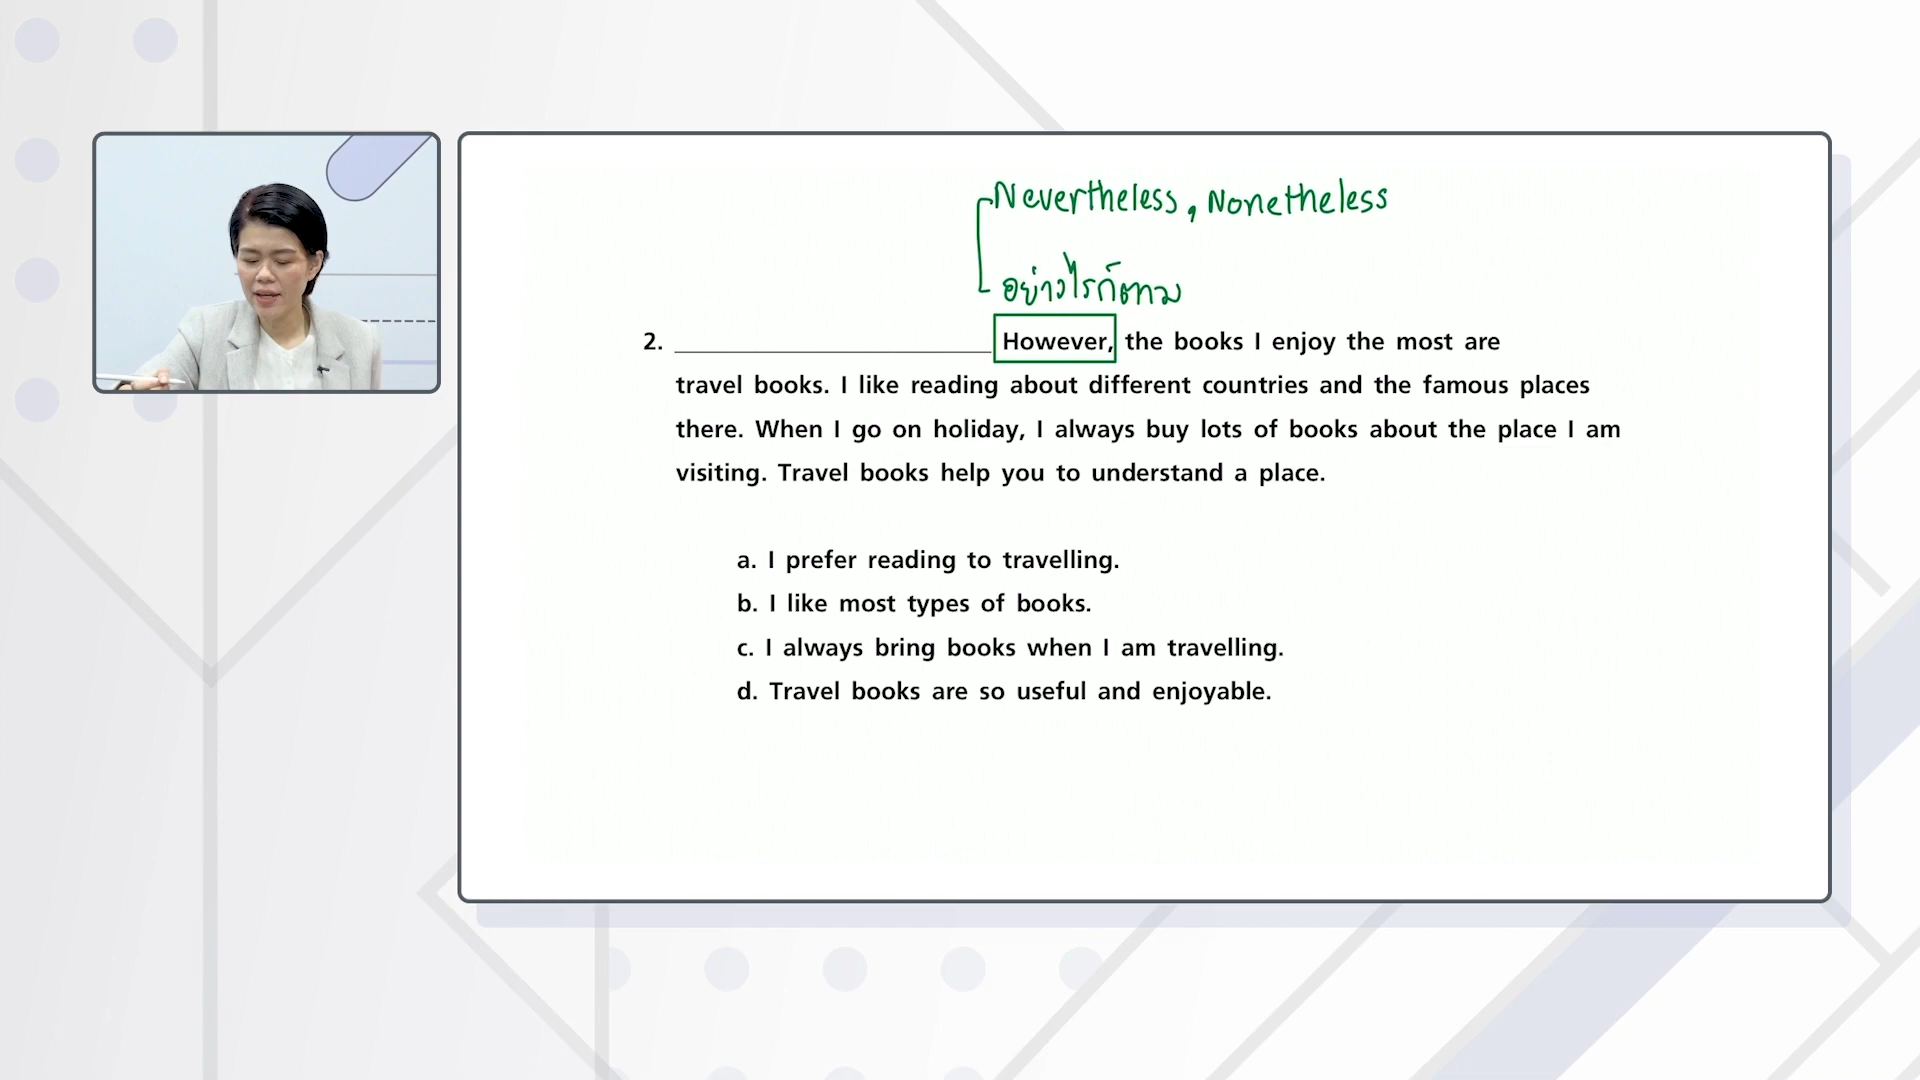 Nevertheless, Nonetheless
อย่างไรก็ตาม
2. ________________ However, the books I enjoy the most are
travel books. I like reading about different countries and the famous places
there. When I go on holiday, I always buy lots of books about the place I am
visiting. Travel books help you to understand a place.
a. I prefer reading to travelling.
b. I like most types of books.
c. I always bring books when I am travelling.
d. Travel books are so useful and enjoyable.